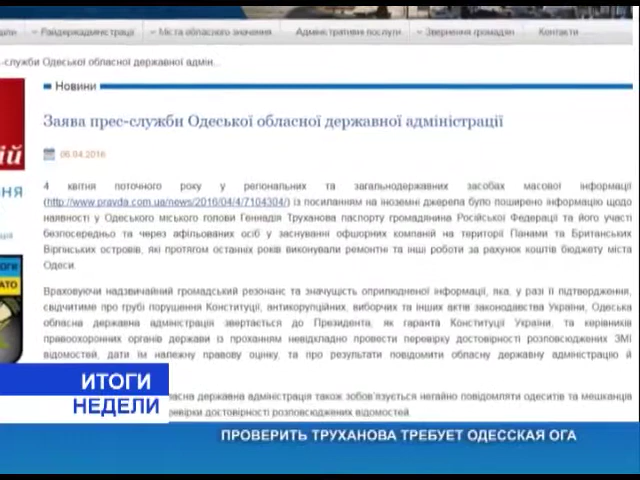 діли Райдержадміністрації Міста обласного значення Адміністративні послуги Звернення громадян Контакти
-служби Одеської обласної державної адмін...
Новини
Заява прес-служби Одеської обласної державної адміністрації
06.04.2016
4 квітня поточного року у регіональних та загальнодержавних засобах масової інформації
(http://www.pravda.com.ua/news/2016/04/4/7104304/) із посиланням на іноземні джерела було поширено інформацію щодо
наявності у Одеського міського голови Геннадія Труханова паспорту громадянина Російської Федерації та його участі
безпосередньо та через афільованих осіб у заснуванні офшорних компаній на території Панами та Британських
Віргінських островів, які протягом останніх років виконували ремонтні та інші роботи за рахунок коштів бюджету міста
Одеси.
Враховуючи надзвичайний громадський резонанс та значущість оприлюдненої інформації, яка, у разі її підтвердження,
свідчитиме про грубі порушення Конституції, антикорупційних, виборчих та інших актів законодавства України, Одеська
обласна державна адміністрація звертається до Президента, як гаранта Конституції України, та керівників
правоохоронних органів держави із проханням невідкладно провести перевірку достовірності розповсюджених ЗМІ
відомостей, дати їм належну правову оцінку, та про результати повідомити обласну державну адміністрацію й
ласна державна адміністрація також зобов'язується негайно повідомляти одеситів та мешканців
ревірки достовірності розповсюджених відомостей.
ій
ня
АТО
ИТОГИ
НЕДЕЛИ
ПРОВЕРИТЬ ТРУХАНОВА ТРЕБУЕТ ОДЕССКАЯ ОГА